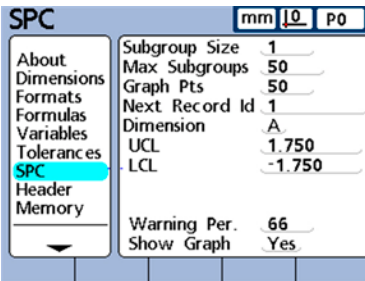 SPC
mm |0 P0
About
Dimensions
Formats
Formulas
Variables
Tolerances
SPC
Header
Memory
Subgroup Size 1
Max Subgroups 50
Graph Pts 50
Next Record Id 1
Dimension A
UCL 1.750
LCL -1.750
Warning Per. 66
Show Graph Yes